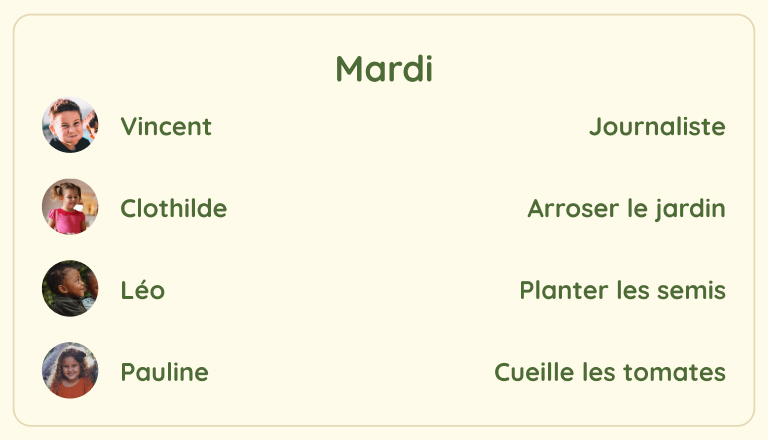 Mardi
Vincent Journaliste
Clothilde Arroser le jardin
Léo Planter les semis
Pauline Cueille les tomates